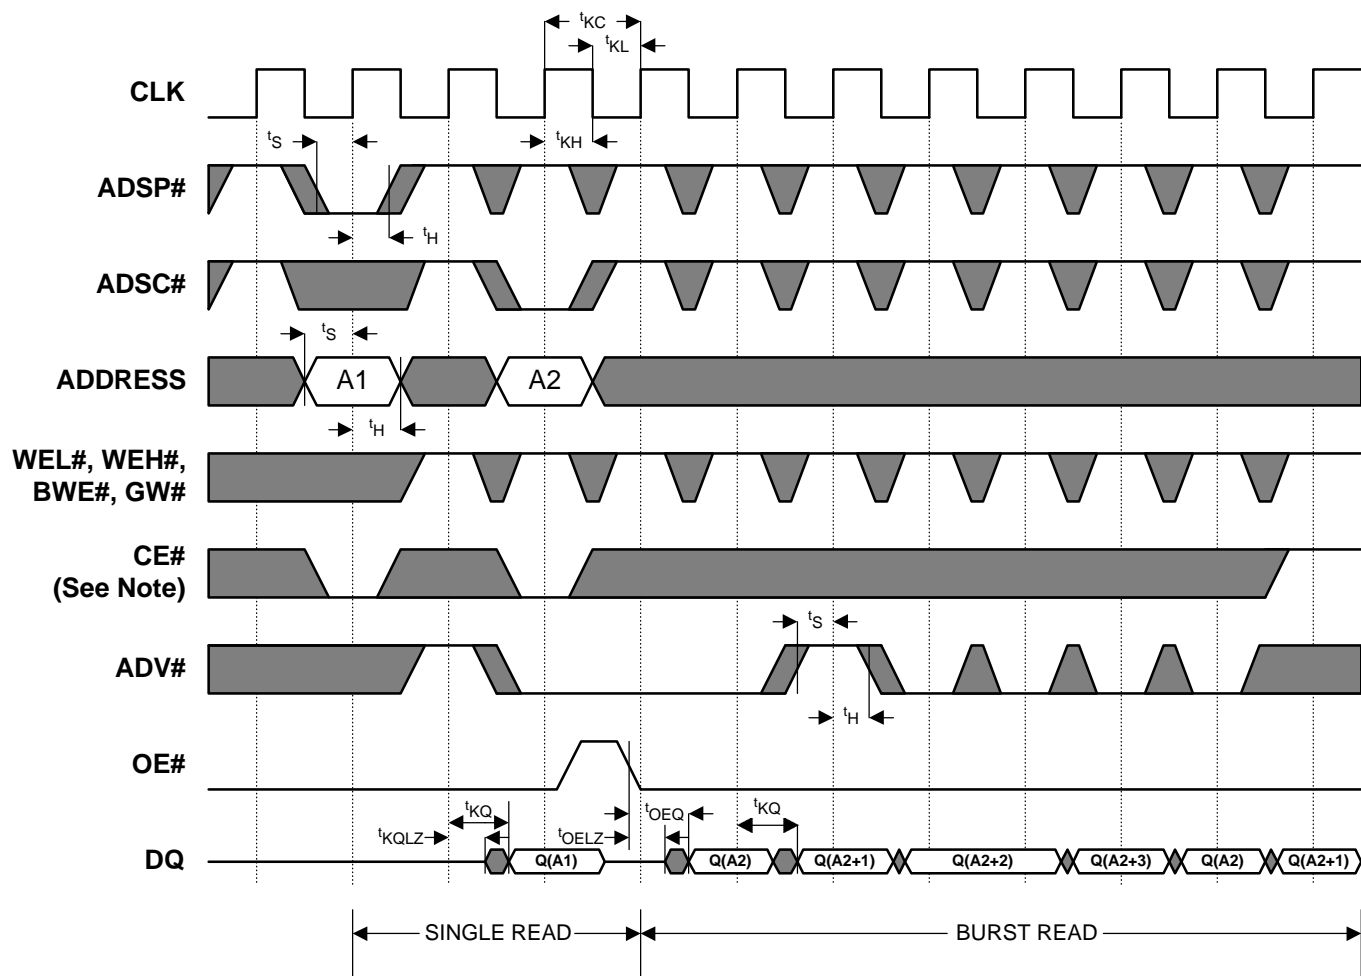 tKC
tKL
CLK
tS
tKH
ADSP#
tH
ADSC#
tS
ADDRESS
A1
A2
tH
WEL#, WEH#,
BWE#, GW#
CE#
(See Note)
tS
ADV#
tH
OE#
tKQ
tOEQ
tKQ
tKQLZ
tOELZ
DQ
Q(A1)
Q(A2)
Q(A2+1)
Q(A2+2)
Q(A2+3)
Q(A2)
Q(A2+1)
SINGLE READ
BURST READ